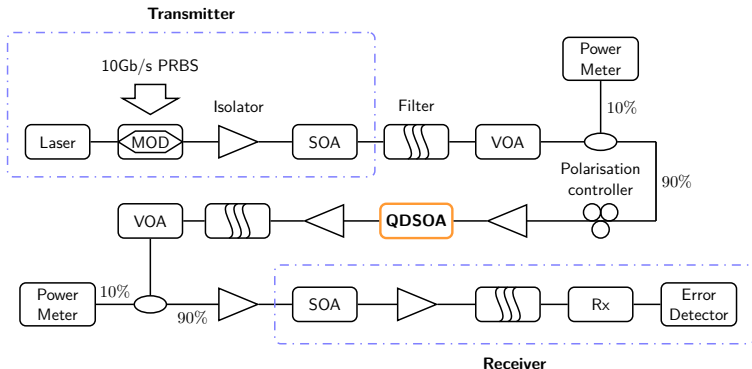 Transmitter
10Gb/s PRBS
Isolator
Filter
Power
Meter
10%
Laser
MOD
SOA
VOA
Polarisation
controller
90%
VOA
QDSOA
Power
Meter
10%
90%
SOA
Rx
Error
Detector
Receiver